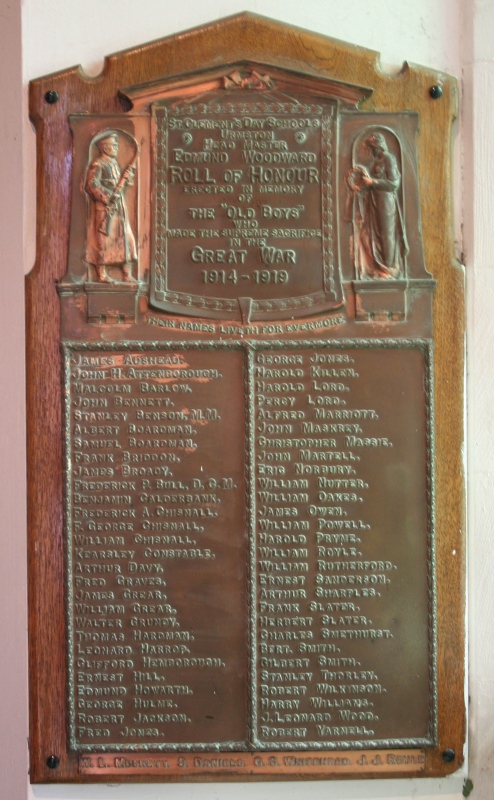 St Clement's Day Schools
Urmston
Head Master
Edmund Woodward
Roll of Honour
erected in memory
of
the "Old Boys"
who
made the supreme sacrifice
in the
Great War
1914-1919
Their names liveth for evermore
James Aushead.
John H. Attenborough.
Malcolm Barlow.
John Bennett.
Stanley Benson, M.M.
Albert Boardman.
Samuel Boardman.
Frank Briddon.
James Broady.
Frederick P. Bull, D.C.M.
Benjamin Calderbank.
Frederick A. Chisnall.
F. George Chisnall.
William Chisnall.
Kearsley Constable.
Arthur Davy.
Fred Graves.
James Grear.
William Grear.
Walter Grumey.
Thomas Hardman.
Leonard Harrop.
Clifford Hemborough.
Ernest Hill.
Edmund Howarth.
George Hulme.
Robert Jackson.
Fred Jones.
George Jones.
Harold Killen.
Harold Lord.
Percy Lord.
Alfred Marriott.
John Maskrey.
Christopher Massie.
John Martell.
Eric Norbury.
William Nutter.
William Oakes.
James Owen.
William Powell.
Harold Pryme.
William Royle.
William Rutherford.
Ernest Sanderson.
Arthur Sharples.
Frank Slater.
Herbert Slater.
Charles Smethurst.
Bert. Smith.
Gilbert Smith.
Stanley Thorley.
Robert Wilkinson.
Harry Williams.
J. Leonard Wood.
Robert Yarnell.
S. Daniels. J. J. Royle